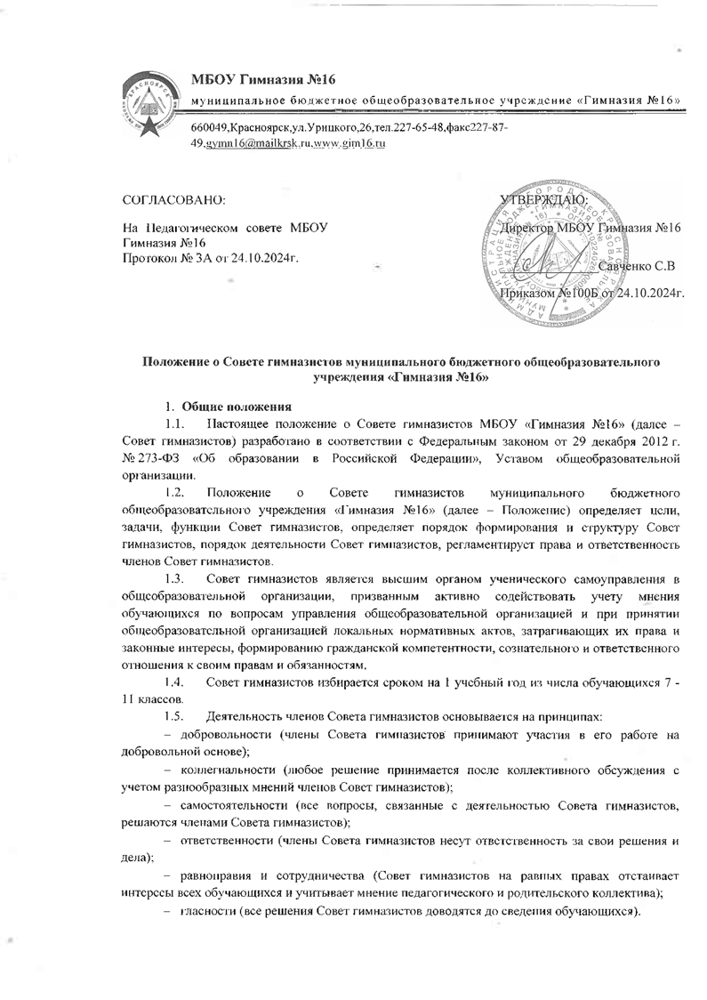 МБОУ Гимназия №16
муниципальное бюджетное общеобразовательное учреждение «Гимназия №16»
660049,Красноярск,ул.Урицкого,26,тел.227-65-48,факс227-87-
49,gymn16@mailkrsk.ru,www.gim16.ru
СОГЛАСОВАНО:
На Педагогическом совете МБОУ
Гимназия №16
Протокол № 3А от 24.10.2024г.
УТВЕРЖДАЮ:
Директор МБОУ Гимназия №16
Савченко С.В
Приказом №100Б от 24.10.2024г.
Положение о Совете гимназистов муниципального бюджетного общеобразовательного
учреждения «Гимназия №16»
1. Общие положения
1.1. Настоящее положение о Совете гимназистов МБОУ «Гимназия №16» (далее –
Совет гимназистов) разработано в соответствии с Федеральным законом от 29 декабря 2012 г.
№ 273-ФЗ «Об образовании в Российской Федерации», Уставом общеобразовательной
организации.
1.2. Положение о Совете гимназистов муниципального бюджетного
общеобразовательного учреждения «Гимназия №16» (далее – Положение) определяет цели,
задачи, функции Совет гимназистов, определяет порядок формирования и структуру Совет
гимназистов, порядок деятельности Совет гимназистов, регламентирует права и ответственность
членов Совет гимназистов.
1.3. Совет гимназистов является высшим органом ученического самоуправления в
общеобразовательной организации, призванным активно содействовать учету мнения
обучающихся по вопросам управления общеобразовательной организацией и при принятии
общеобразовательной организацией локальных нормативных актов, затрагивающих их права и
законные интересы, формированию гражданской компетентности, сознательного и ответственного
отношения к своим правам и обязанностям.
1.4. Совет гимназистов избирается сроком на 1 учебный год из числа обучающихся 7 -
11 классов.
1.5. Деятельность членов Совета гимназистов основывается на принципах:
– добровольности (члены Совета гимназистов принимают участия в его работе на
добровольной основе);
– коллегиальности (любое решение принимается после коллективного обсуждения с
учетом разнообразных мнений членов Совет гимназистов);
– самостоятельности (все вопросы, связанные с деятельностью Совета гимназистов,
решаются членами Совета гимназистов);
– ответственности (члены Совета гимназистов несут ответственность за свои решения и
дела);
– равноправия и сотрудничества (Совет гимназистов на равных правах отстаивает
интересы всех обучающихся и учитывает мнение педагогического и родительского коллектива);
– гласности (все решения Совет гимназистов доводятся до сведения обучающихся).